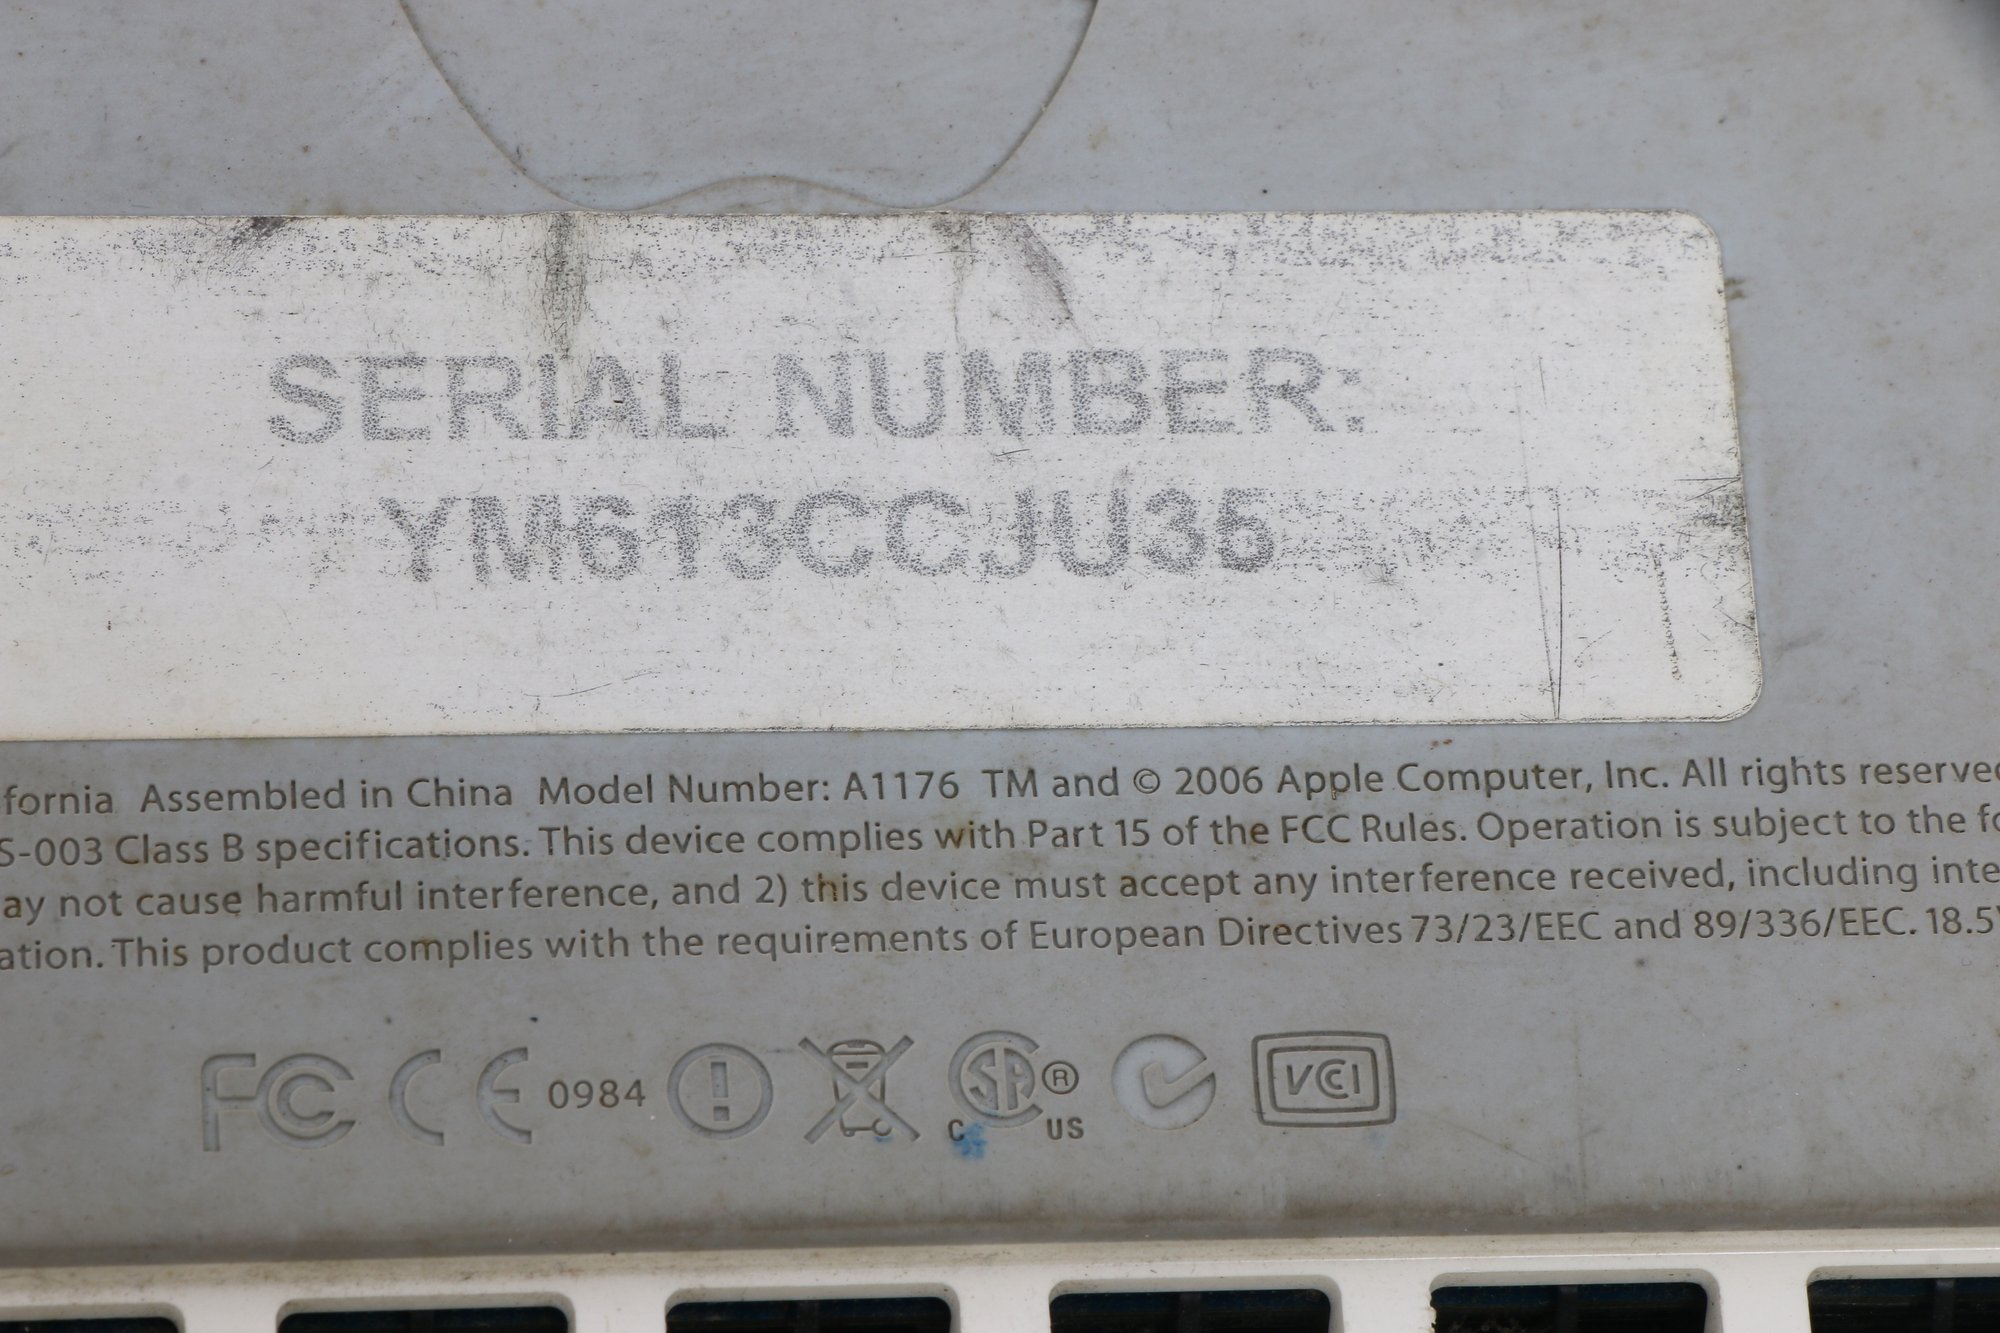 SERIAL NUMBER:
YM613CCJU35
fornia Assembled in China Model Number: A1176 TM and © 2006 Apple Computer, Inc. All rights reserved
S-003 Class B specifications. This device complies with Part 15 of the FCC Rules. Operation is subject to the fo
ay not cause harmful interference, and 2) this device must accept any interference received, including inte
ation. This product complies with the requirements of European Directives 73/23/EEC and 89/336/EEC. 18.5V
FC CE 0984 ! SA ® C US VCI